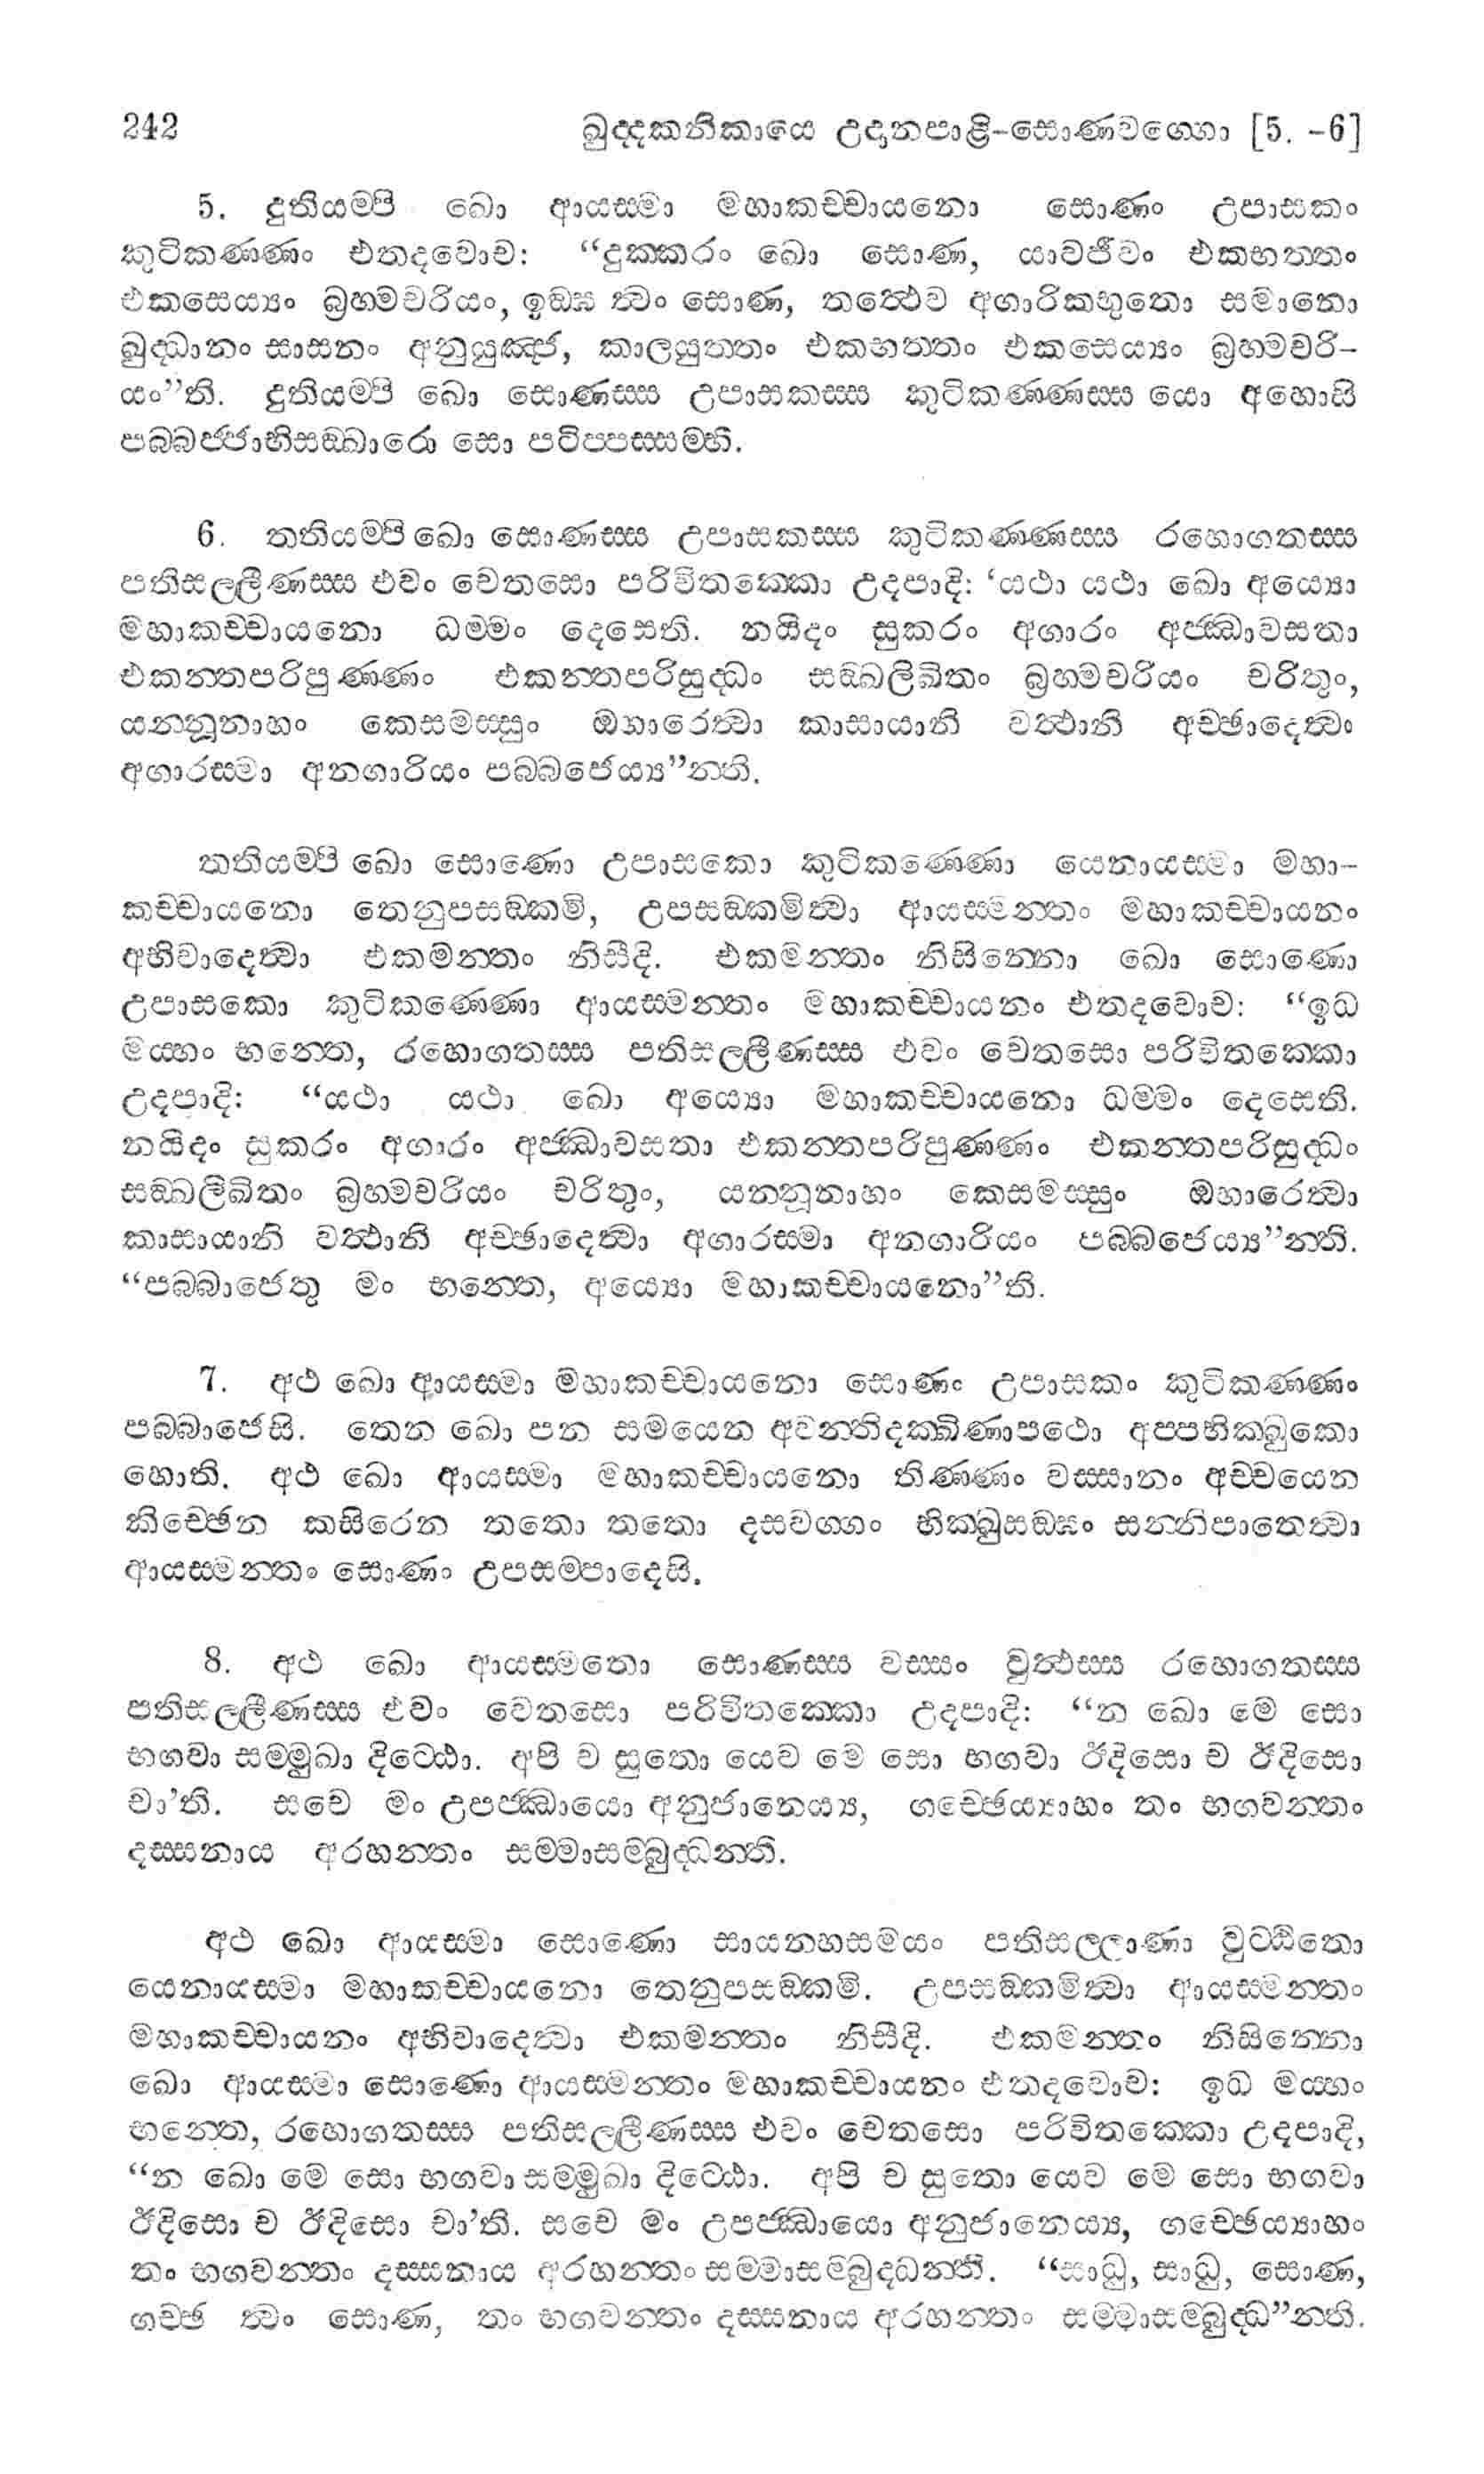 242 ඛුද්දකනිකායෙ උදානපාළි-සොණවග්ගො [5. -6]
5. දුතියම්පි ඛො ආයස්මා මහාකච්චායනො සොණං උපාසකං
කුටිකණ්ණං එතදවොච: “දුක්කරං ඛො සොණ, යාවජීවං එකභත්තං
එකසෙය්‍යං බ්‍රහ්මචරියං, ඉඞ්ඝ ත්වං සොණ, තත්ථෙව අගාරිකභූතො සමානො
බුද්ධානං සාසනං අනුයුඤ්ජ, කාලයුත්තං එකභත්තං එකසෙය්‍යං බ්‍රහ්මචරි-
යං”ති. දුතියම්පි ඛො සොණස්ස උපාසකස්ස කුටිකණ්ණස්ස යො අහොසි
පබ්බජ්ජාභිසඞ්ඛාරො සො පටිප්පස්සම්භී.
6. තතියම්පි ඛො සොණස්ස උපාසකස්ස කුටිකණ්ණස්ස රහොගතස්ස
පතිසල්ලීණස්ස එවං චෙතසො පරිවිතක්කො උදපාදි: ‘යථා යථා ඛො අය්‍යො
මහාකච්චායනො ධම්මං දෙසෙති. නයිදං සුකරං අගාරං අජ්ඣාවසතා
එකන්තපරිපුණ්ණං එකන්තපරිසුද්ධං සඞ්ඛලිඛිතං බ්‍රහ්මචරියං චරිතුං,
යන්නූනාහං කෙසමස්සුං ඔහාරෙත්වා කාසායානි වත්ථානි අච්ඡාදෙත්වං
අගාරස්මා අනගාරියං පබ්බජෙය්‍ය”න්ති.
තතියම්පි ඛො සොණො උපාසකො කුටිකණ්ණො යෙනායස්මා මහා-
කච්චායනො තෙනුපසඞ්කමි, උපසඞ්කමිත්වා ආයස්මන්තං මහාකච්චායනං
අභිවාදෙත්වා එකමන්තං නිසීදි. එකමන්තං නිසින්නො ඛො සොණො
උපාසකො කුටිකණ්ණො ආයස්මන්තං මහාකච්චායනං එතදවොච: “ඉධ
මය්හං භන්තෙ, රහොගතස්ස පතිසල්ලීණස්ස එවං චෙතසො පරිවිතක්කො
උදපාදි: “යථා යථා ඛො අය්‍යො මහාකච්චායනො ධම්මං දෙසෙති.
නයිදං සුකරං අගාරං අජ්ඣාවසතා එකන්තපරිපුණ්ණං එකන්තපරිසුද්ධං
සඞ්ඛලිඛිතං බ්‍රහ්මචරියං චරිතුං, යන්නූනාහං කෙසමස්සුං ඔහාරෙත්වා
කාසායානි වත්ථානි අච්ඡාදෙත්වා අගාරස්මා අනගාරියං පබ්බජෙය්‍ය”න්ති.
“පබ්බාජෙතු මං භන්තෙ, අය්‍යො මහාකච්චායනො”ති.
7. අථ ඛො ආයස්මා මහාකච්චායනො සොණං උපාසකං කුටිකණ්ණං
පබ්බාජෙසි. තෙන ඛො පන සමයෙන අවන්තිදක්ඛිණාපථො අප්පභික්ඛුකො
හොති. අථ ඛො ආයස්මා මහාකච්චායනො තිණ්ණං වස්සානං අච්චයෙන
කිච්ඡෙන කසිරෙන තතො තතො දසවග්ගං භික්ඛුසඞ්ඝං සන්නිපාතෙත්වා
ආයස්මන්තං සොණං උපසම්පාදෙසි.
8. අථ ඛො ආයස්මතො සොණස්ස වස්සං වුත්ථස්ස රහොගතස්ස
පතිසල්ලීණස්ස එවං චෙතසො පරිවිතක්කො උදපාදි: “න ඛො මෙ සො
භගවා සම්මුඛා දිට්ඨො. අපි ච සුතො යෙව මෙ සො භගවා ඊදිසො ච ඊදිසො
චා’ති. සචෙ මං උපජ්ඣායො අනුජානෙය්‍ය, ගච්ඡෙය්‍යාහං තං භගවන්තං
දස්සනාය අරහන්තං සම්මාසම්බුද්ධන්ති.
අථ ඛො ආයස්මා සොණො සායන්හසමයං පතිසල්ලාණා වුට්ඨිතො
යෙනායස්මා මහාකච්චායනො තෙනුපසඞ්කමි. උපසඞ්කමිත්වා ආයස්මන්තං
මහාකච්චායනං අභිවාදෙත්වා එකමන්තං නිසීදි. එකමන්තං නිසින්නො
ඛො ආයස්මා සොණො ආයස්මන්තං මහාකච්චායනං එතදවොච: ඉධ මය්හං
භන්තෙ, රහොගතස්ස පතිසල්ලීණස්ස එවං චෙතසො පරිවිතක්කො උදපාදි,
“න ඛො මෙ සො භගවා සම්මුඛා දිට්ඨො. අපි ච සුතො යෙව මෙ සො භගවා
ඊදිසො ච ඊදිසො චා’ති. සචෙ මං උපජ්ඣායො අනුජානෙය්‍ය, ගච්ඡෙය්‍යාහං
තං භගවන්තං දස්සනාය අරහන්තං සම්මාසම්බුද්ධන්ති. “සාධු, සාධු, සොණ,
ගච්ඡ ත්වං සොණ, තං භගවන්තං දස්සනාය අරහන්තං සම්මාසම්බුද්ධ”න්ති.